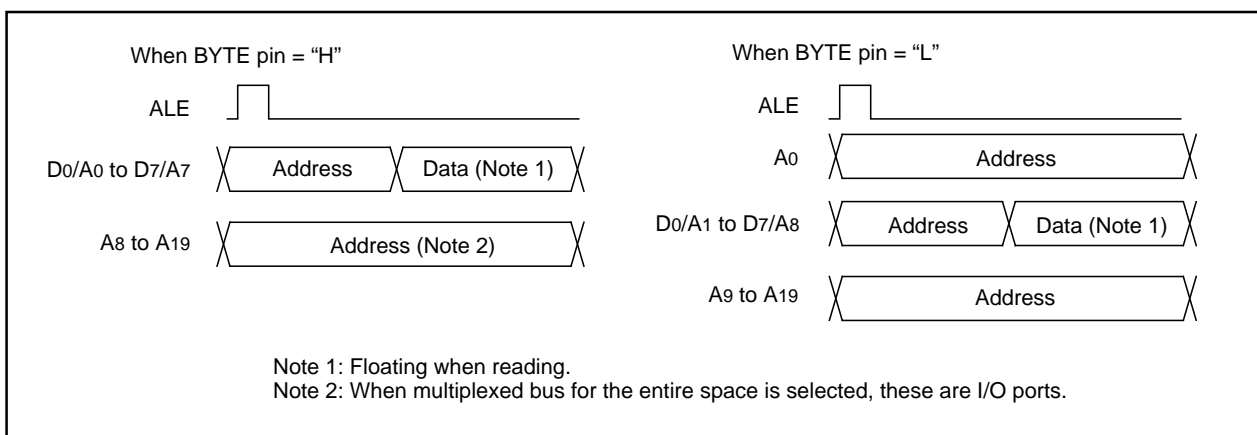 When BYTE pin = “H”
ALE
D0/A0 to D7/A7
Address
Data (Note 1)
A8 to A19
Address (Note 2)
When BYTE pin = “L”
ALE
A0
Address
D0/A1 to D7/A8
Address
Data (Note 1)
A9 to A19
Address
Note 1: Floating when reading.
Note 2: When multiplexed bus for the entire space is selected, these are I/O ports.